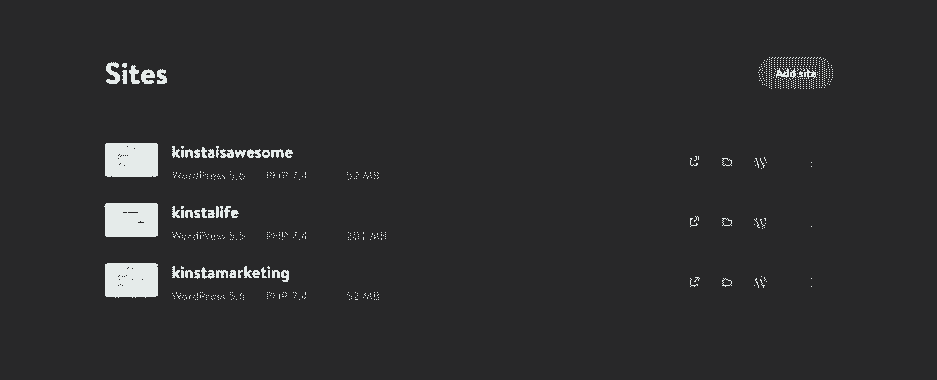 Sites
Add site
kinstaisawesome
WordPress 5.6 PHP 7.4 52 MB
kinstalife
WordPress 5.5 PHP 7.4 201 MB
kinstamarketing
WordPress 5.6 PHP 7.4 52 MB